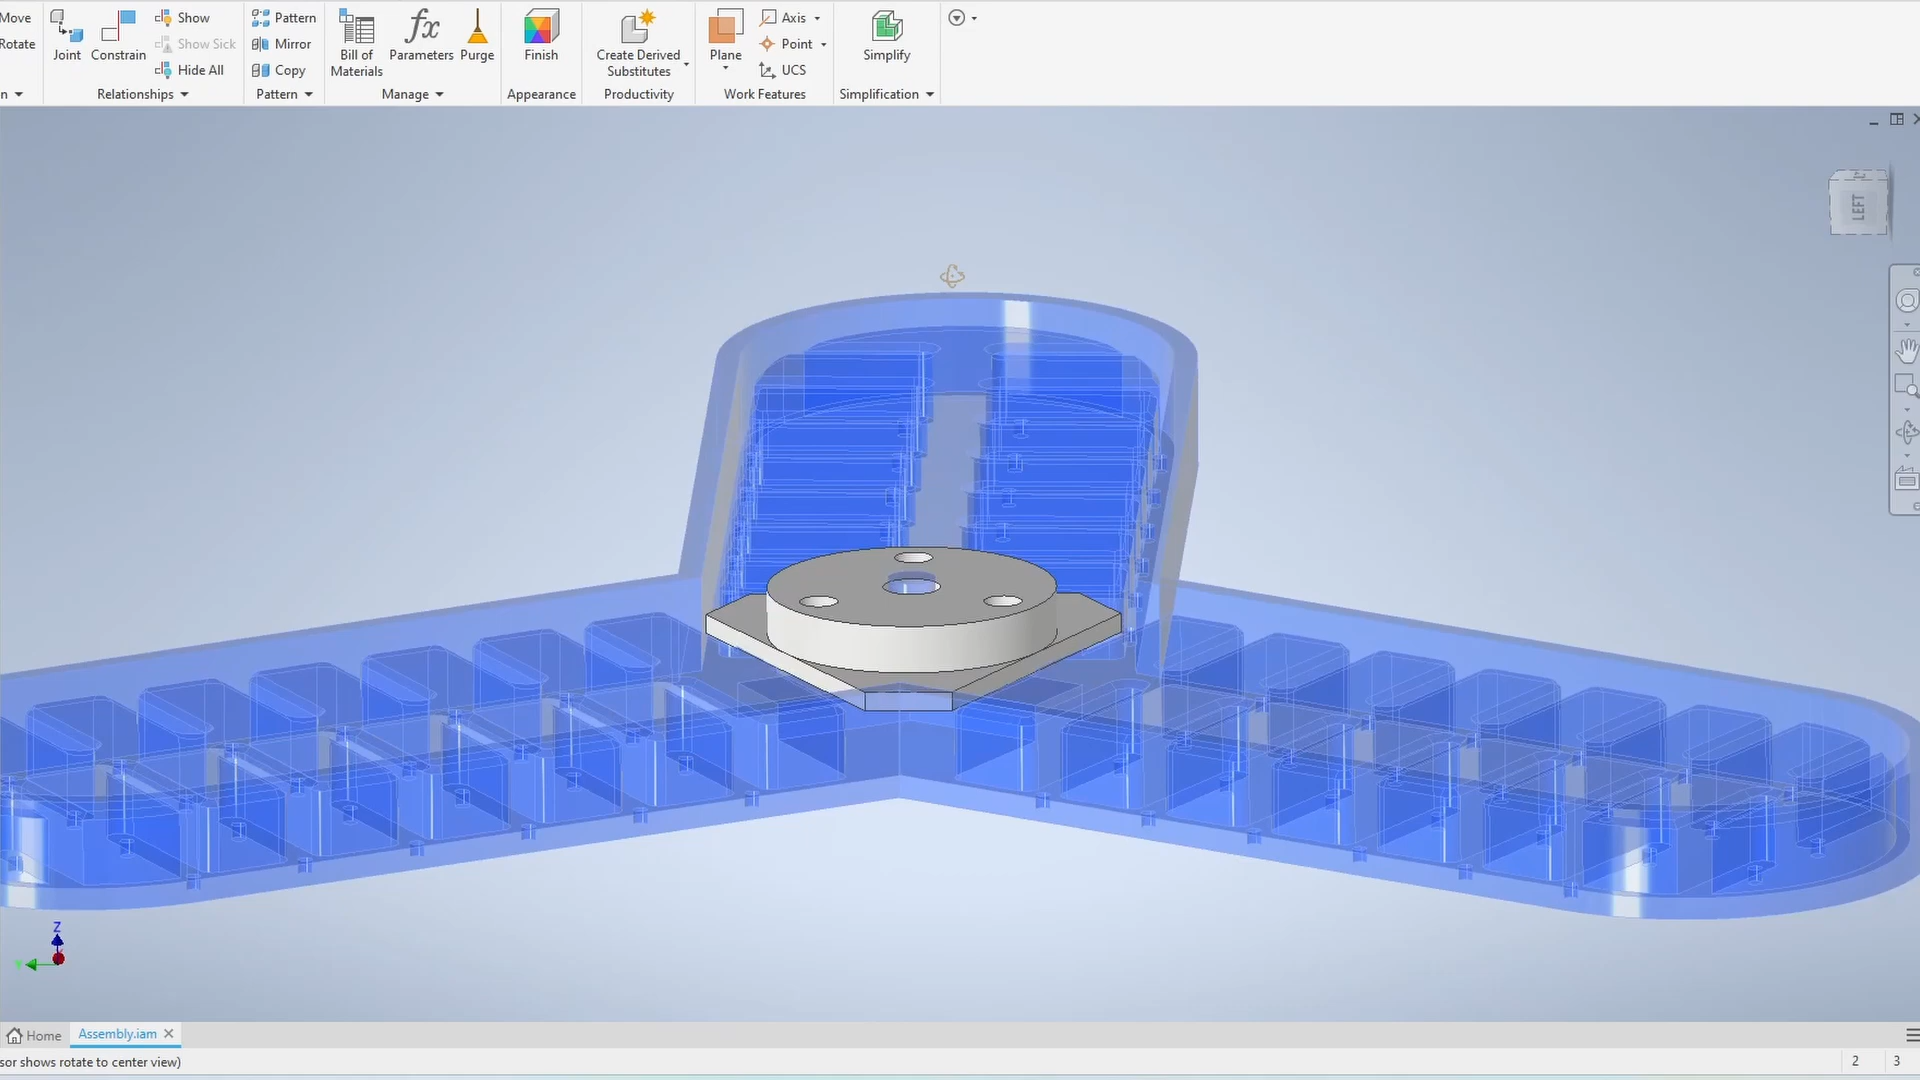 Move
Rotate
Joint
Constrain
Show
Show Sick
Hide All
Relationships
Pattern
Mirror
Copy
Pattern
Bill of
Materials
fx
Parameters
Purge
Manage
Finish
Appearance
Create Derived
Substitutes
Productivity
Plane
Axis
Point
UCS
Work Features
Simplify
Simplification
LEFT
Z
Y
Home
Assembly.iam
sor shows rotate to center view)
2
3